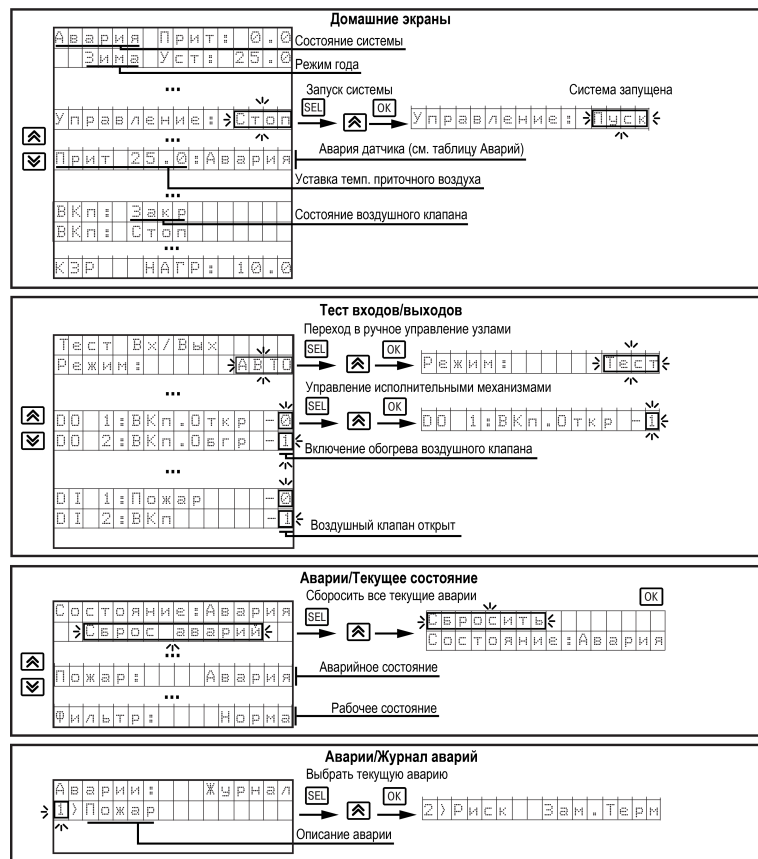 Домашние экраны
Авария Прит: 0.0
Состояние системы
Зима Уст: 25.0
Режим года
...
Запуск системы
Система запущена
Управление: Стоп
SEL
OK
Управление: Пуск
...
Прит 25.0:Авария
Авария датчика (см. таблицу Аварий)
Уставка темп. приточного воздуха
...
ВКп: Закр
Состояние воздушного клапана
ВКп: Стоп
...
КЗР НАГР: 10.0
Тест входов/выходов
Переход в ручное управление узлами
Тест Вх/Вых
Режим: АВТО
SEL
OK
Режим: Тест
...
Управление исполнительными механизмами
SEL
OK
DO 1:ВКп.Откр -0
DO 1:ВКп.Откр -1
DO 2:ВКп.Обгр -1
Включение обогрева воздушного клапана
...
DI 1:Пожар -0
DI 2:ВКп -1
Воздушный клапан открыт
Аварии/Текущее состояние
Сбросить все текущие аварии
OK
Состояние:Авария
SEL
Сбросить
Сброс аварий
Состояние:Авария
...
Пожар: Авария
Аварийное состояние
...
Фильтр: Норма
Рабочее состояние
Аварии/Журнал аварий
Выбрать текущую аварию
Аварии: Журнал
SEL
OK
1)Пожар
2)Риск Зам.Терм
Описание аварии